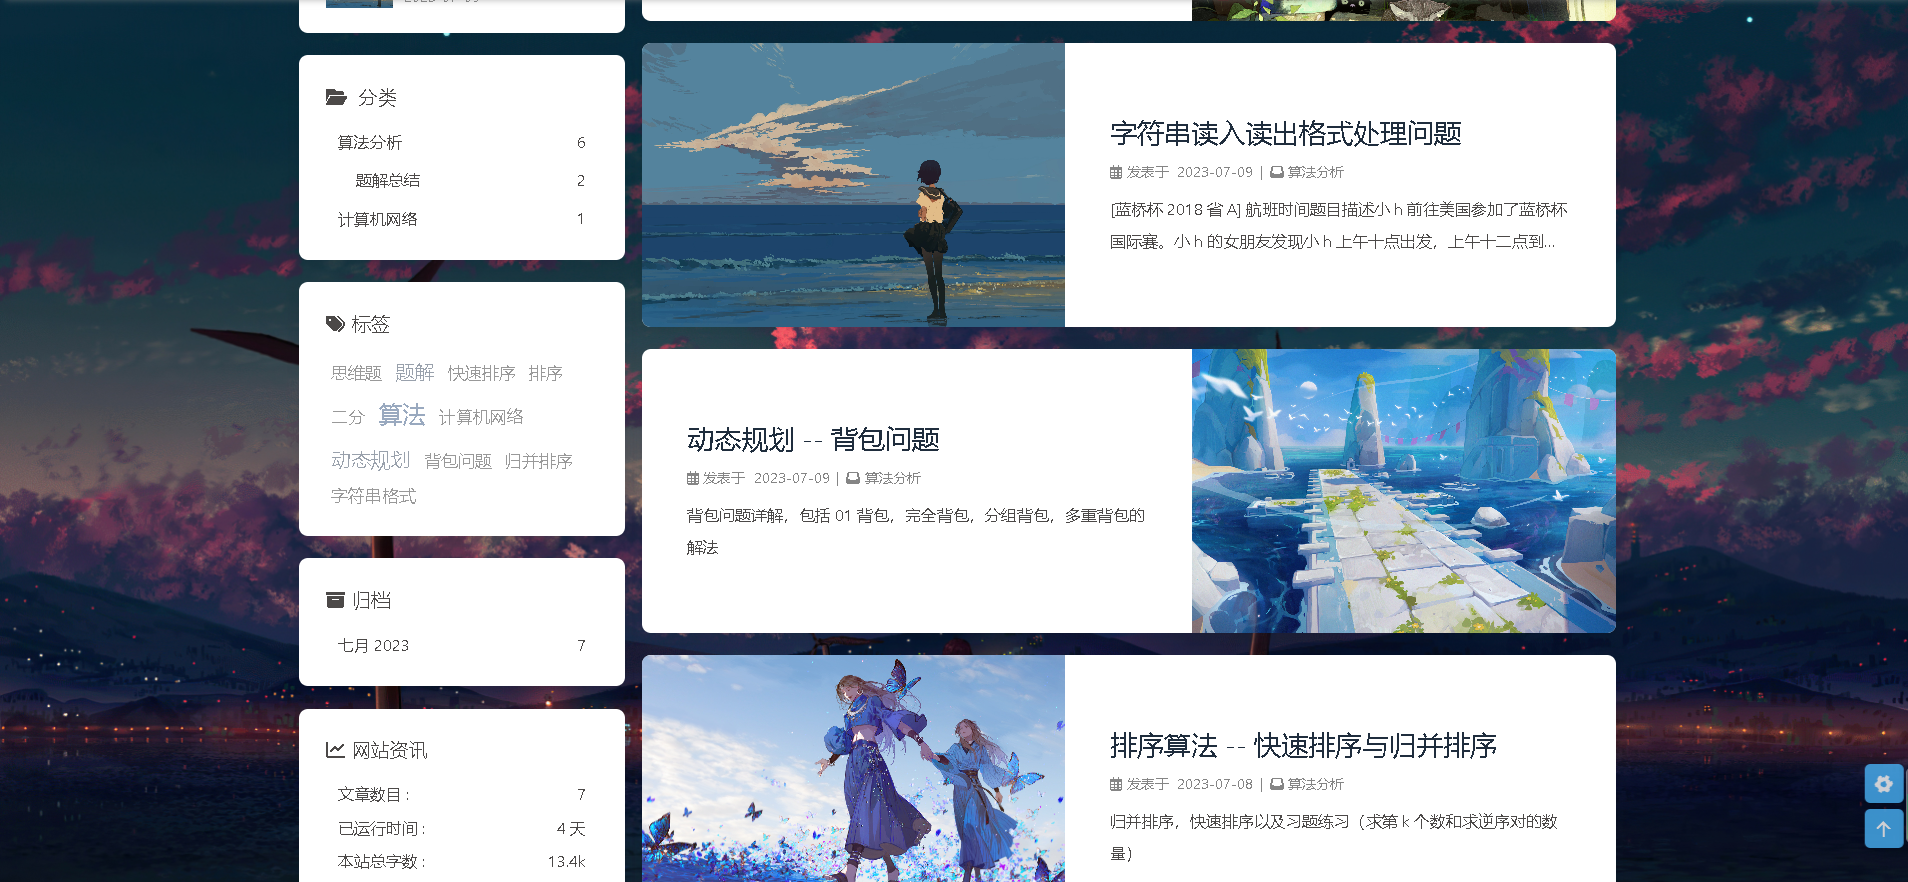 分类
算法分析 6
题解总结 2
计算机网络 1
标签
思维题 题解 快速排序 排序
二分 算法 计算机网络
动态规划 背包问题 归并排序
字符串格式
归档
七月 2023 7
网站资讯
文章数目 : 7
已运行时间 : 4 天
本站总字数 : 13.4k
字符串读入读出格式处理问题
发表于 2023-07-09 | 算法分析
[蓝桥杯 2018 省 A] 航班时间题目描述小 h 前往美国参加了蓝桥杯
国际赛。小 h 的女朋友发现小 h 上午十点出发，上午十二点到...
动态规划 -- 背包问题
发表于 2023-07-09 | 算法分析
背包问题详解，包括 01 背包，完全背包，分组背包，多重背包的
解法
排序算法 -- 快速排序与归并排序
发表于 2023-07-08 | 算法分析
归并排序，快速排序以及习题练习（求第 k 个数和求逆序对的数
量）